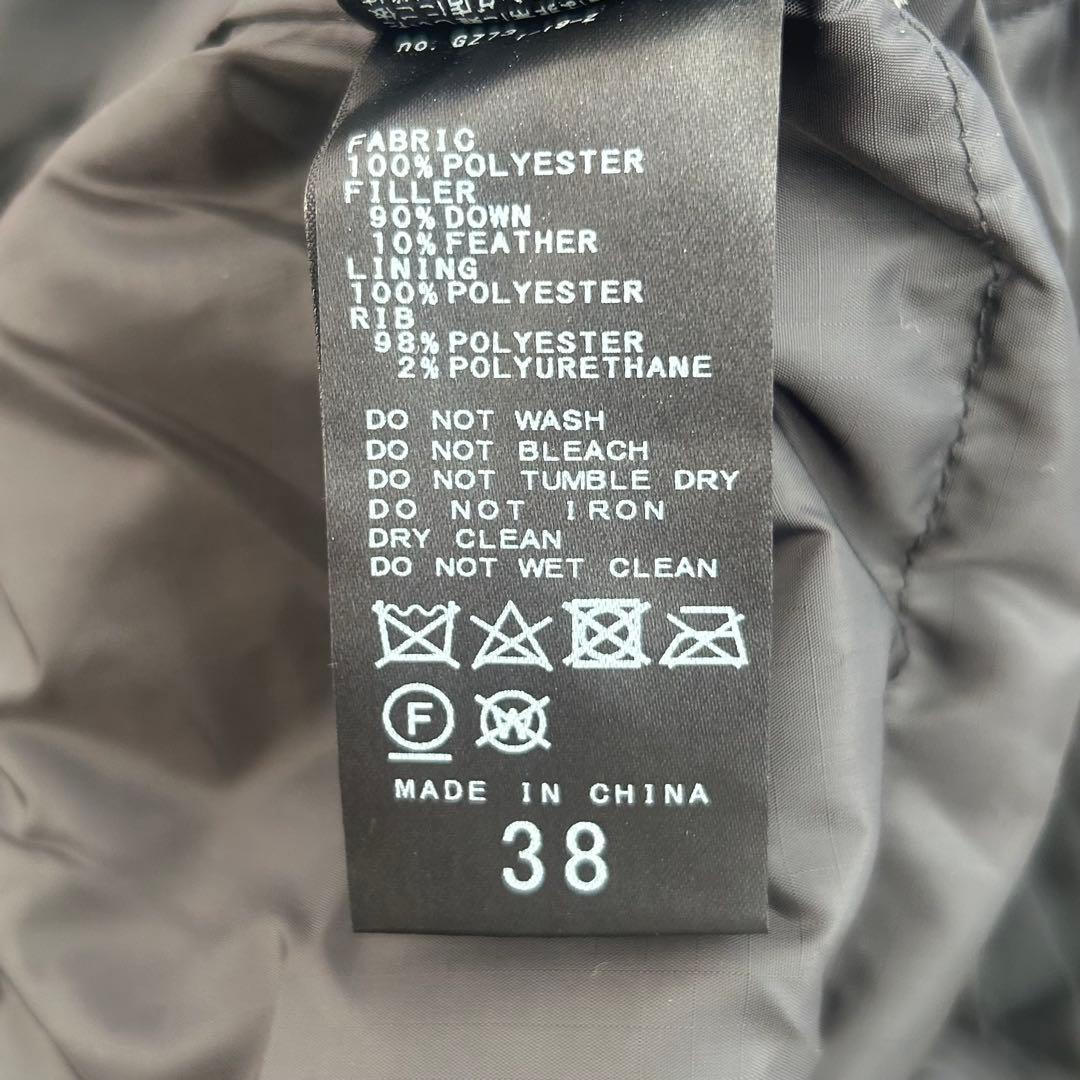 no.
FABRIC
100% POLYESTER
FILLER
90% DOWN
10% FEATHER
LINING
100% POLYESTER
RIB
98% POLYESTER
2% POLYURETHANE
DO NOT WASH
DO NOT BLEACH
DO NOT TUMBLE DRY
DO NOT IRON
DRY CLEAN
DO NOT WET CLEAN
F W
MADE IN CHINA
38